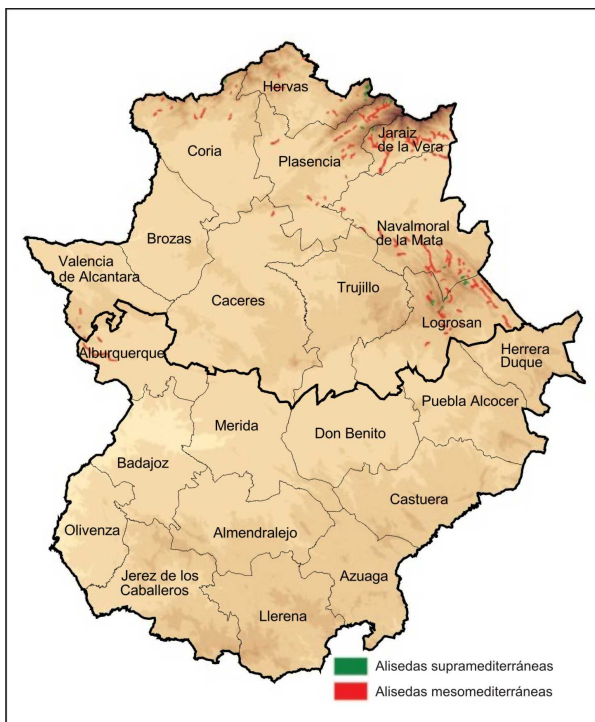 Hervas
Jaraiz
de la Vera
Coria
Plasencia
Navalmoral
de la Mata
Brozas
Valencia
de Alcantara
Caceres
Trujillo
Logrosan
Alburquerque
Herrera
Duque
Puebla Alcocer
Merida
Don Benito
Badajoz
Castuera
Olivenza
Almendralejo
Jerez de los
Caballeros
Azuaga
Llerena
Alisedas supramediterráneas
Alisedas mesomediterráneas